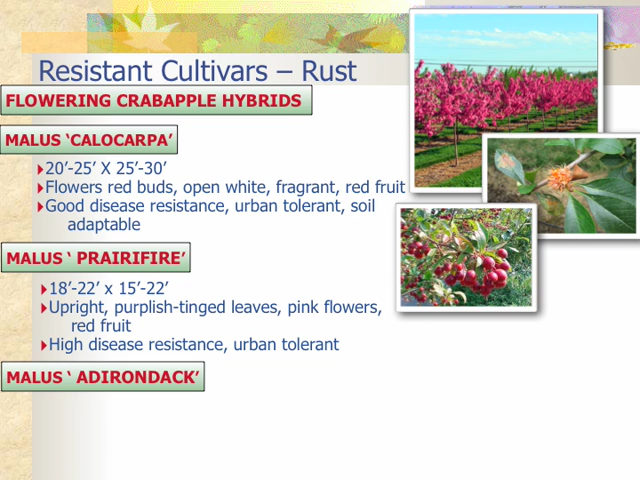 Resistant Cultivars – Rust
FLOWERING CRABAPPLE HYBRIDS
MALUS ‘CALOCARPA’
20’-25’ X 25’-30’
Flowers red buds, open white, fragrant, red fruit
Good disease resistance, urban tolerant, soil
adaptable
MALUS ‘ PRAIRIFIRE’
18’-22’ x 15’-22’
Upright, purplish-tinged leaves, pink flowers,
red fruit
High disease resistance, urban tolerant
MALUS ‘ ADIRONDACK’